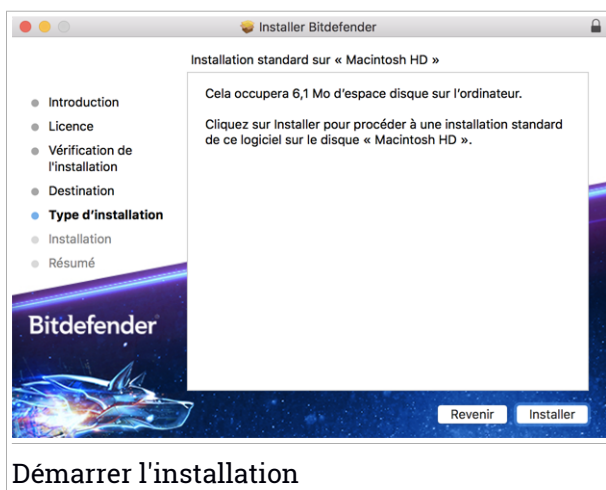 Installer Bitdefender
Installation standard sur « Macintosh HD »
Introduction
Licence
Vérification de
l'installation
Destination
Type d'installation
Installation
Résumé
Cela occupera 6,1 Mo d'espace disque sur l'ordinateur.
Cliquez sur Installer pour procéder à une installation standard
de ce logiciel sur le disque « Macintosh HD ».
Bitdefender
Revenir
Installer
Démarrer l'installation